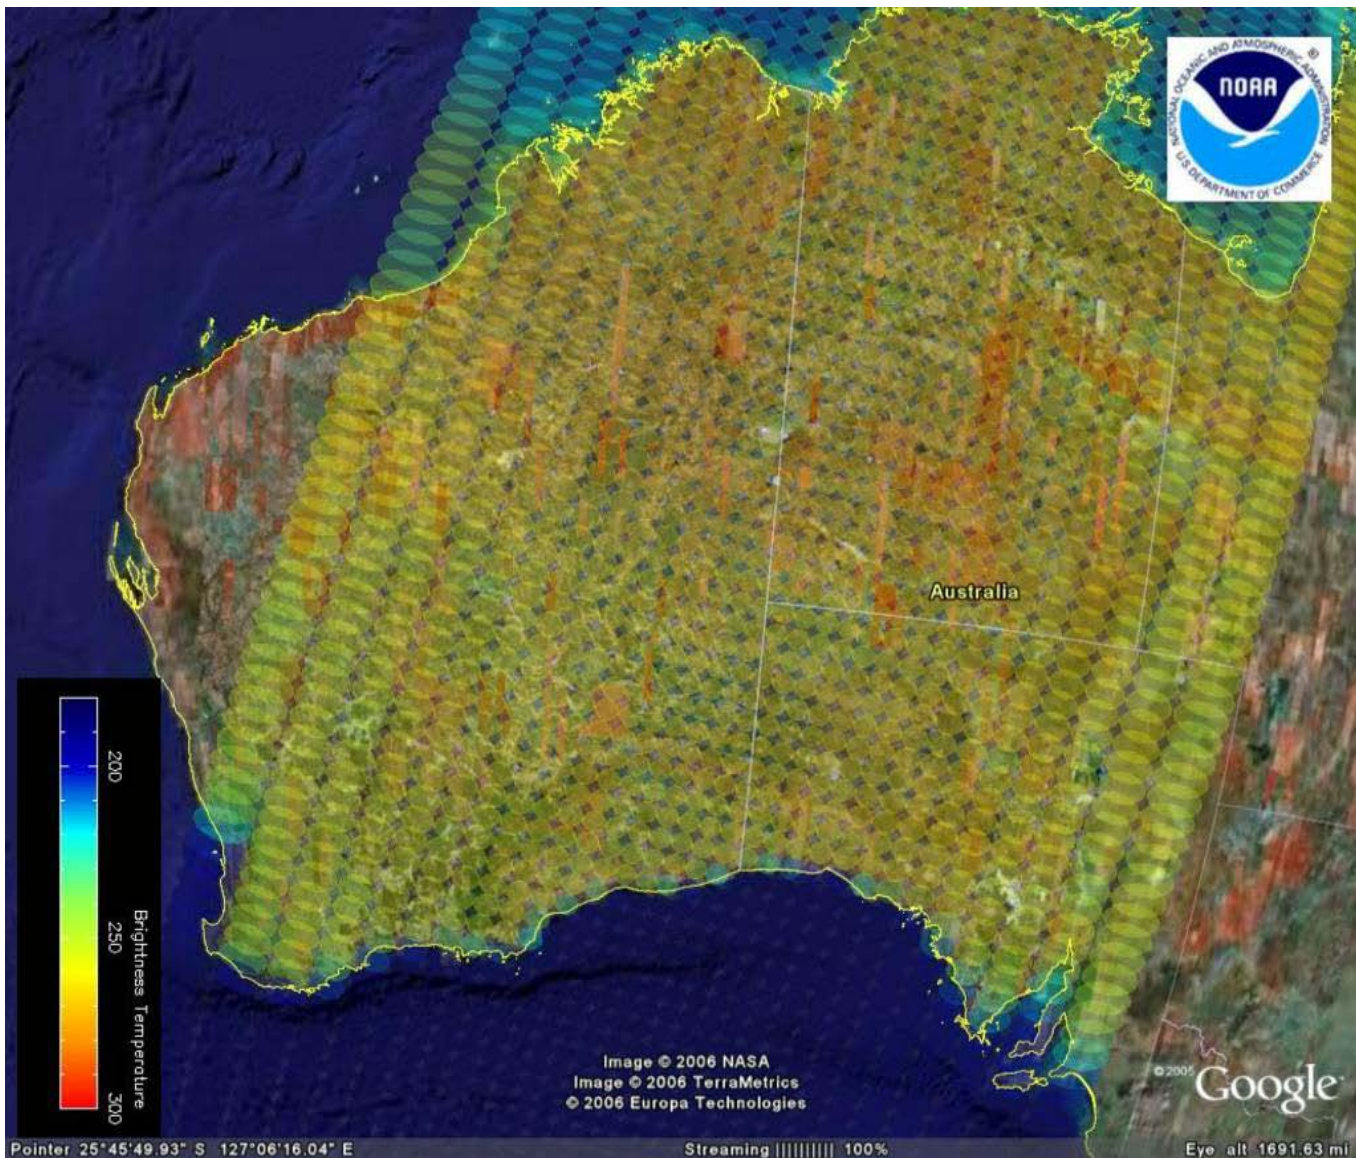 NATIONAL OCEANIC AND ATMOSPHERIC ADMINISTRATION
U.S. DEPARTMENT OF COMMERCE
®
NOAA
Australia
200
250
300
Brightness Temperature
Image © 2006 NASA
Image © 2006 TerraMetrics
© 2006 Europa Technologies
© 2005
Google
Pointer 25°45'49.93" S 127°06'16.04" E
Streaming |||||||||| 100%
Eye alt 1691.63 mi